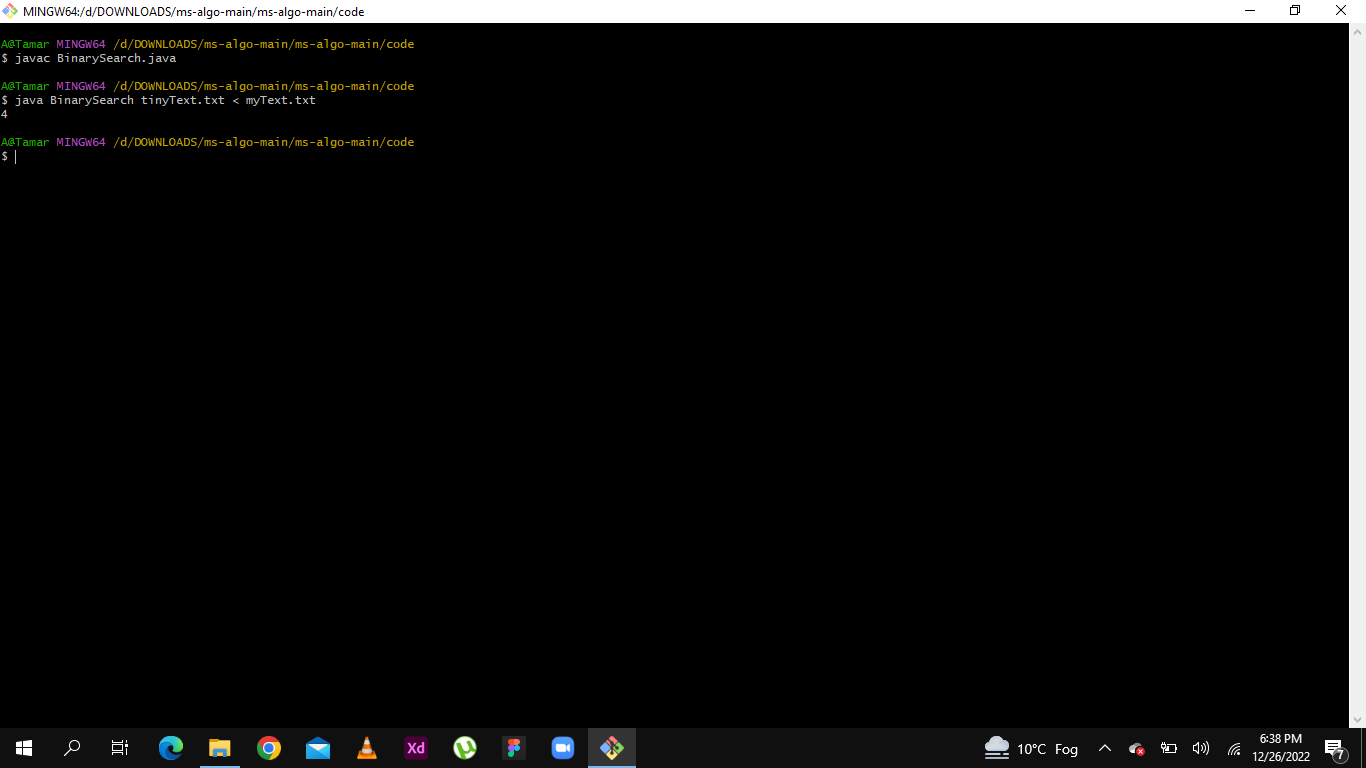 MINGW64:/d/DOWNLOADS/ms-algo-main/ms-algo-main/code
A@Tamar MINGW64 /d/DOWNLOADS/ms-algo-main/ms-algo-main/code
$ javac BinarySearch.java
A@Tamar MINGW64 /d/DOWNLOADS/ms-algo-main/ms-algo-main/code
$ java BinarySearch tinyText.txt < myText.txt
4
A@Tamar MINGW64 /d/DOWNLOADS/ms-algo-main/ms-algo-main/code
$
Xd
10°C Fog
6:38 PM
12/26/2022
7